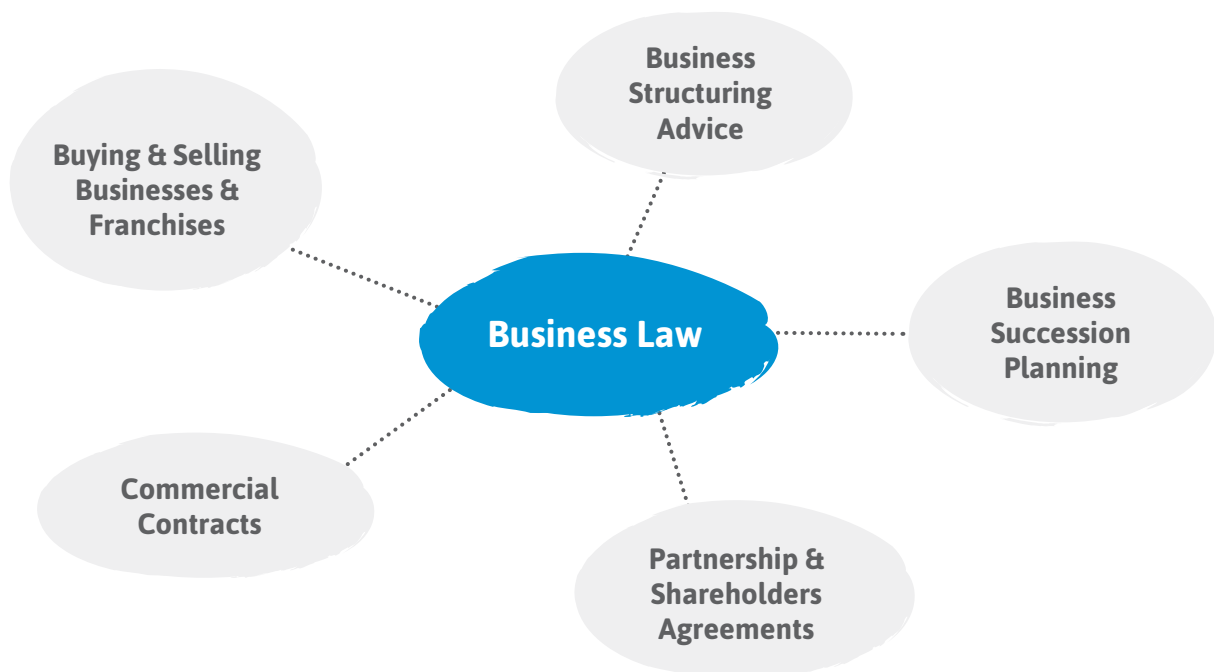 Business
Structuring
Advice
Buying & Selling
Businesses &
Franchises
Business Law
Business
Succession
Planning
Commercial
Contracts
Partnership &
Shareholders
Agreements